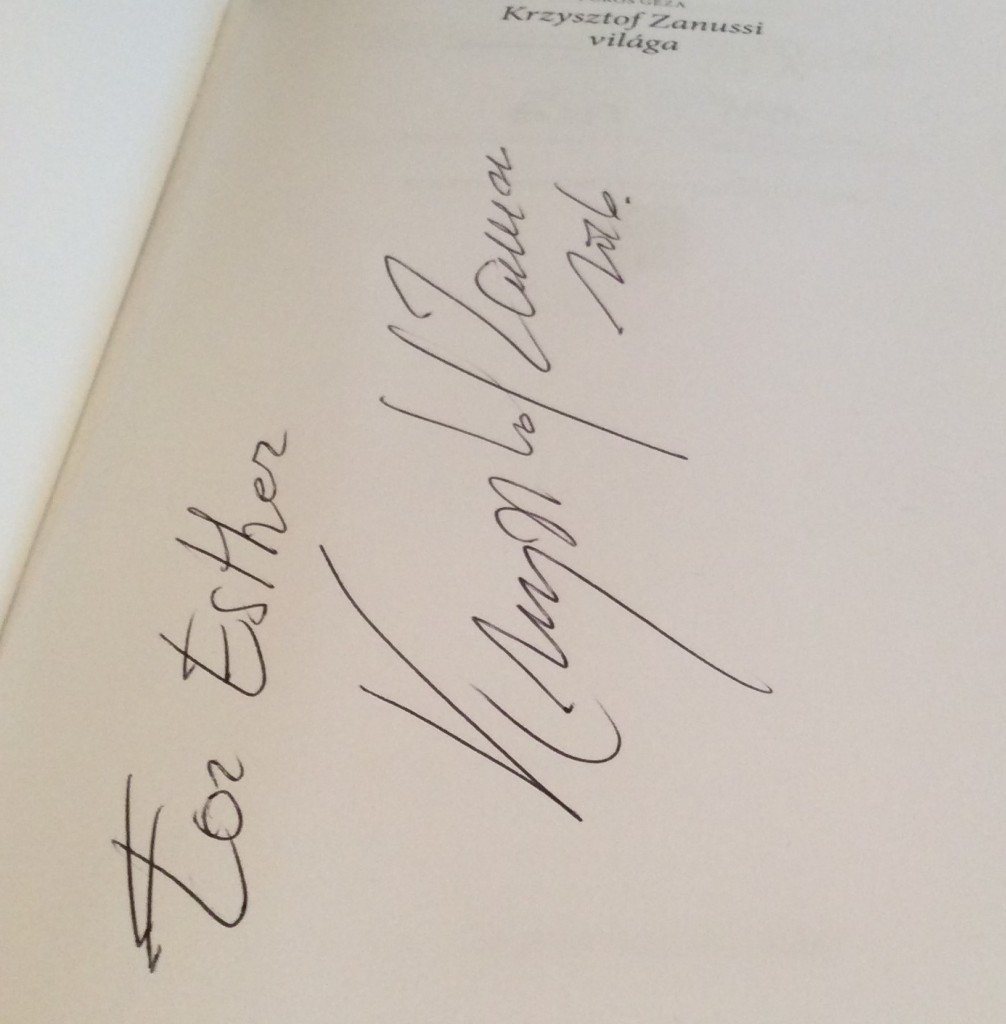 Krzysztof Zanussi
világa
For Esther
Krzysztof Zanussi
2016.